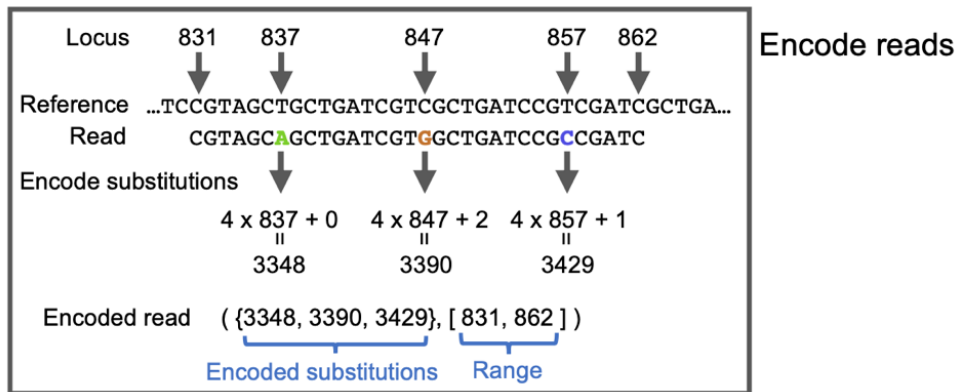 Encode reads
Locus 831 837 847 857 862
Reference ...TCCGTAGCTGCTGATCGTCGCTGATCCGTCGATCGCTGA...
Read CGTAGCAGCTGATCGTGGCTGATCCGCCGATC
Encode substitutions
4 x 837 + 0 4 x 847 + 2 4 x 857 + 1
= = =
3348 3390 3429
Encoded read ( {3348, 3390, 3429}, [ 831, 862 ] )
Encoded substitutions Range